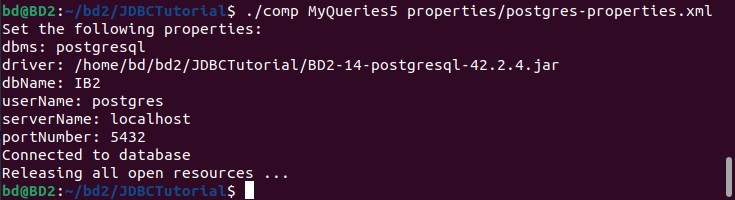 bd@BD2:~/bd2/JDBCTutorial$ ./comp MyQueries5 properties/postgres-properties.xml
Set the following properties:
dbms: postgresql
driver: /home/bd/bd2/JDBCTutorial/BD2-14-postgresql-42.2.4.jar
dbName: IB2
userName: postgres
serverName: localhost
portNumber: 5432
Connected to database
Releasing all open resources ...
bd@BD2:~/bd2/JDBCTutorial$